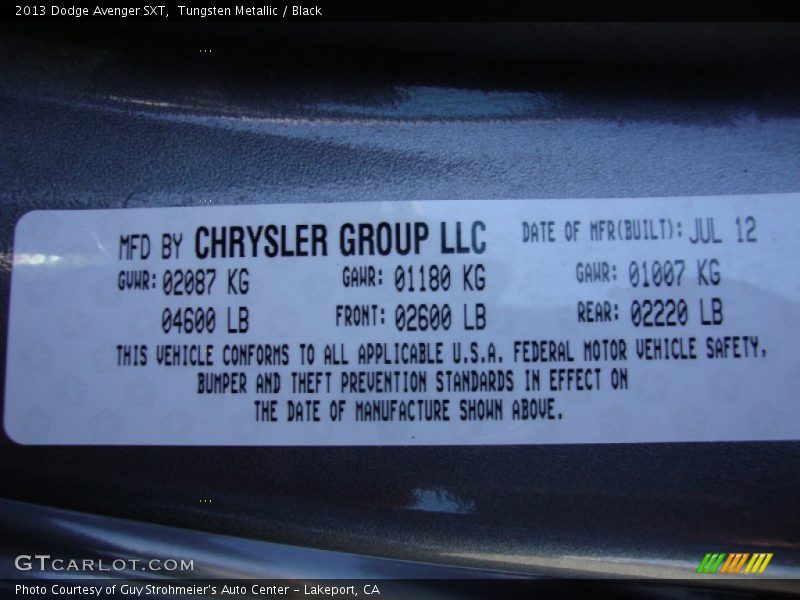 2013 Dodge Avenger SXT,  Tungsten Metallic / Black
MFD BY CHRYSLER GROUP LLC DATE OF MFR(BUILT): JUL 12
GVWR: 02087 KG GAWR: 01180 KG GAWR: 01007 KG
04600 LB FRONT: 02600 LB REAR: 02220 LB
THIS VEHICLE CONFORMS TO ALL APPLICABLE U.S.A. FEDERAL MOTOR VEHICLE SAFETY,
BUMPER AND THEFT PREVENTION STANDARDS IN EFFECT ON
THE DATE OF MANUFACTURE SHOWN ABOVE.
GTCARLOT.COM
Photo Courtesy of Guy Strohmeier's Auto Center - Lakeport, CA